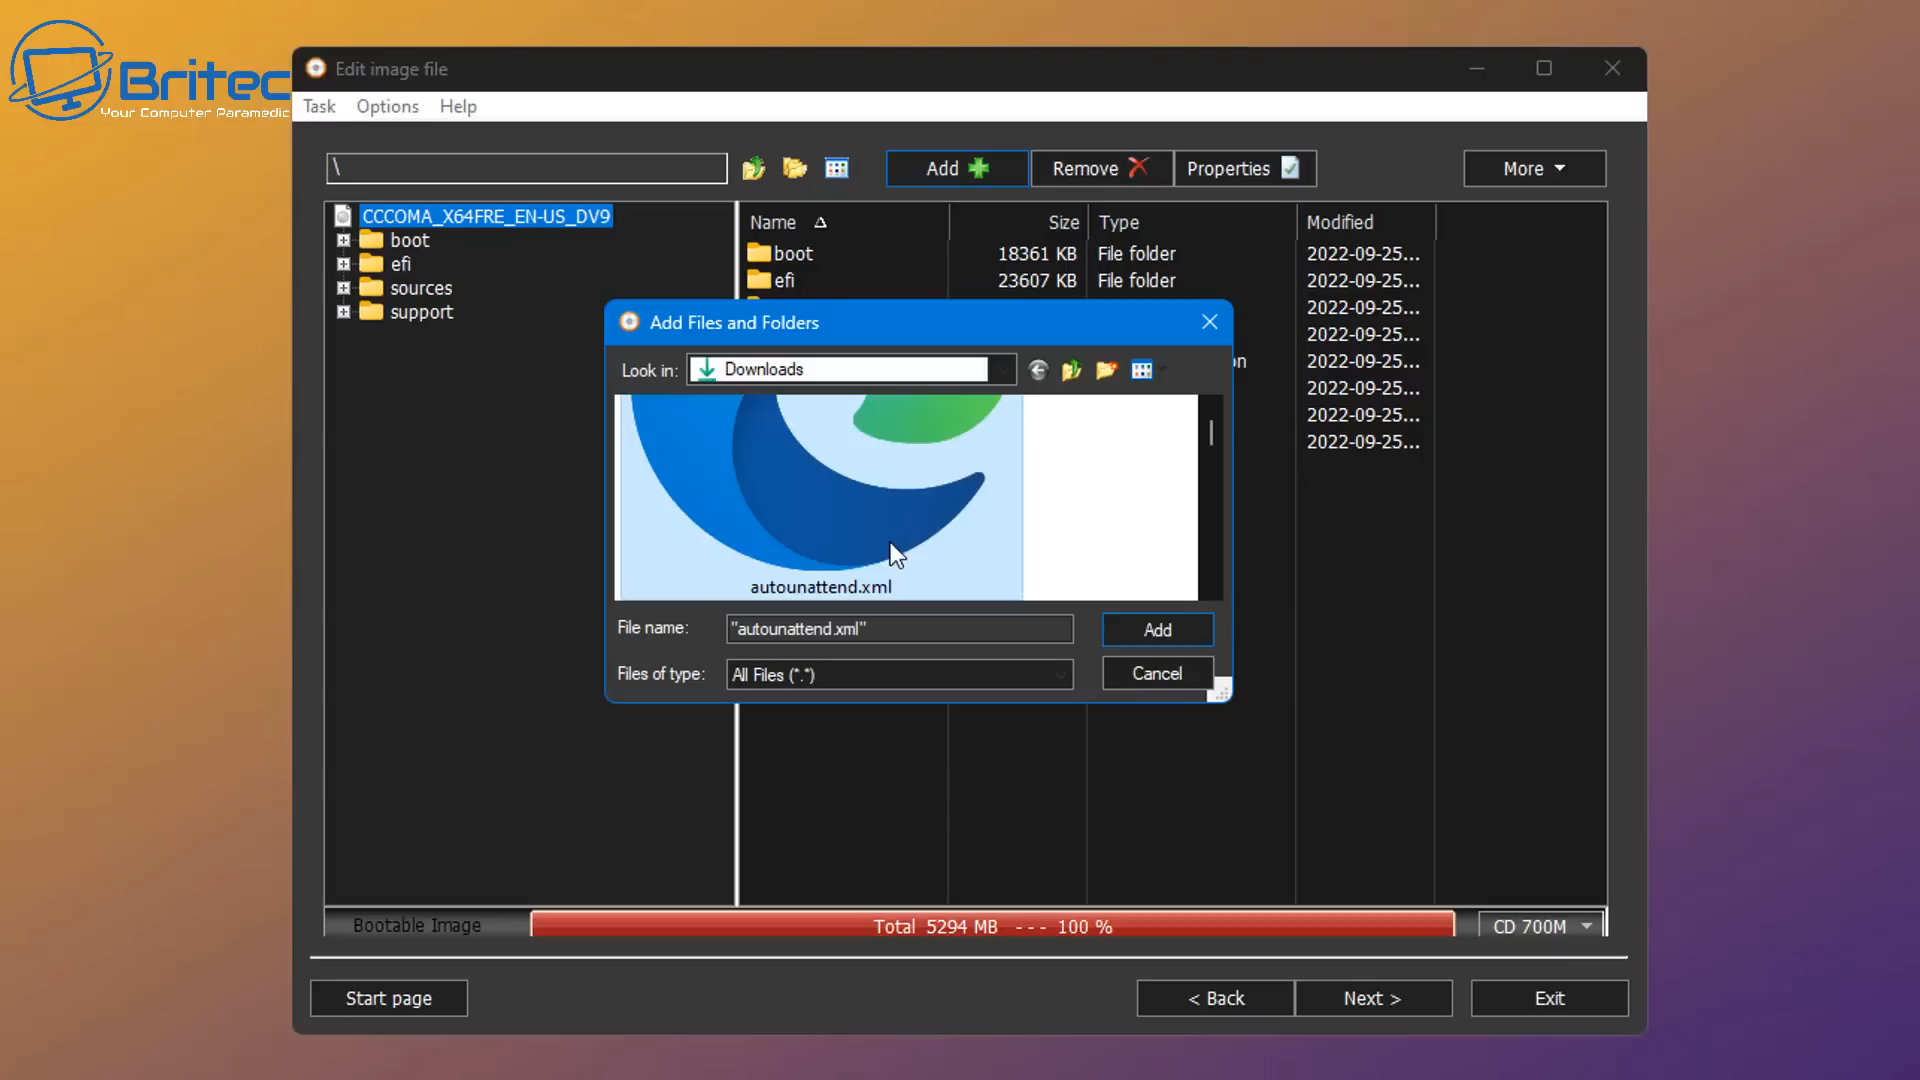 Britec
Your Computer Paramedic
Edit image file
Task Options Help
\
Add Remove Properties More
CCCOMA_X64FRE_EN-US_DV9
boot
efi
sources
support
Name Size Type Modified
boot 18361 KB File folder 2022-09-25...
efi 23607 KB File folder 2022-09-25...
2022-09-25...
2022-09-25...
on 2022-09-25...
2022-09-25...
2022-09-25...
2022-09-25...
Add Files and Folders
Look in: Downloads
autounattend.xml
File name: "autounattend.xml" Add
Files of type: All Files (*.*) Cancel
Bootable Image Total 5294 MB --- 100 % CD 700M
Start page < Back Next > Exit